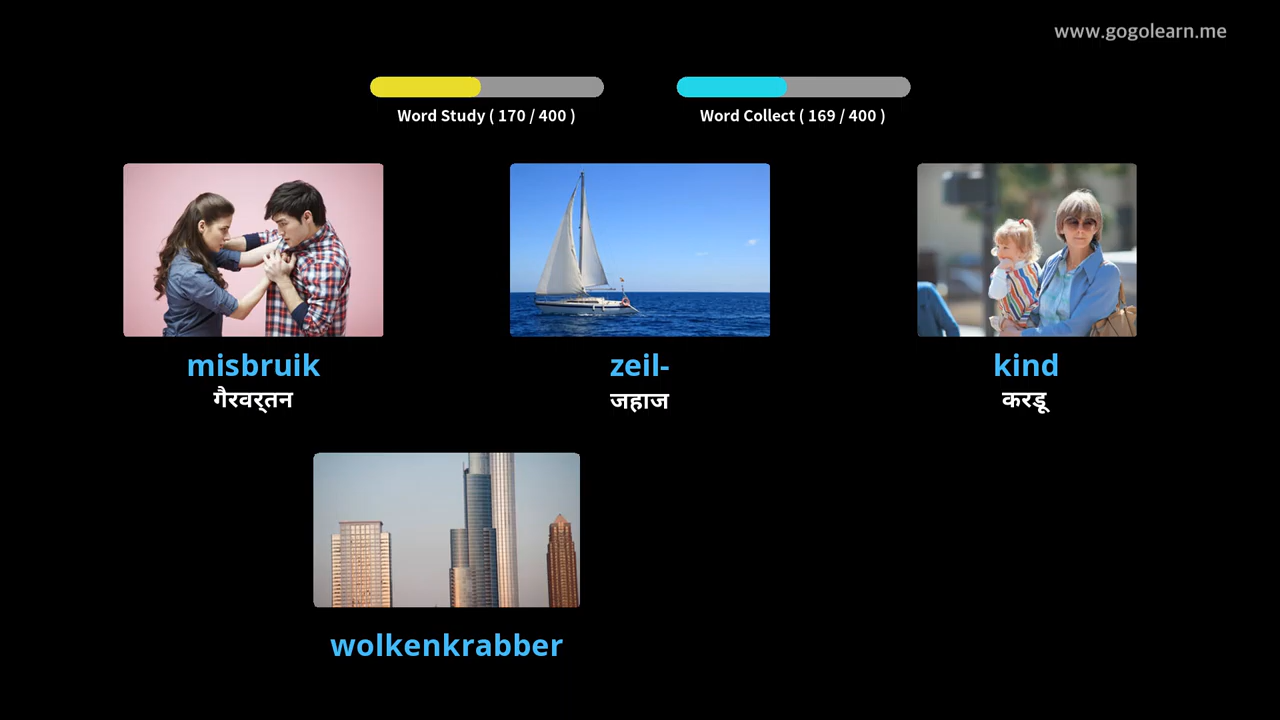 www.gogolearn.me
Word Study ( 170 / 400 )
Word Collect ( 169 / 400 )
misbruik
गैरवर्तन
zeil-
जहाज
kind
करडू
wolkenkrabber